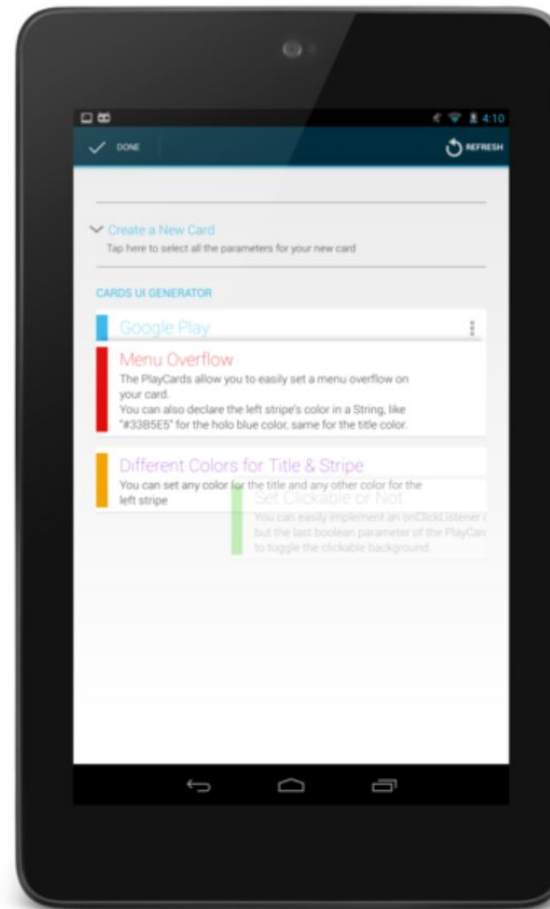 4:10
DONE
REFRESH
Create a New Card
Tap here to select all the parameters for your new card
CARDS UI GENERATOR
Google Play
Menu Overflow
The PlayCards allow you to easily set a menu overflow on
your card.
You can also declare the left stripe's color in a String, like
"#33B5E5" for the holo blue color, same for the title color.
Different Colors for Title & Stripe
You can set any color for the title and any other color for the
left stripe
Set Clickable or Not
You can easily implement an onClickListener
but the last boolean parameter of the PlayCar
to toggle the clickable background.